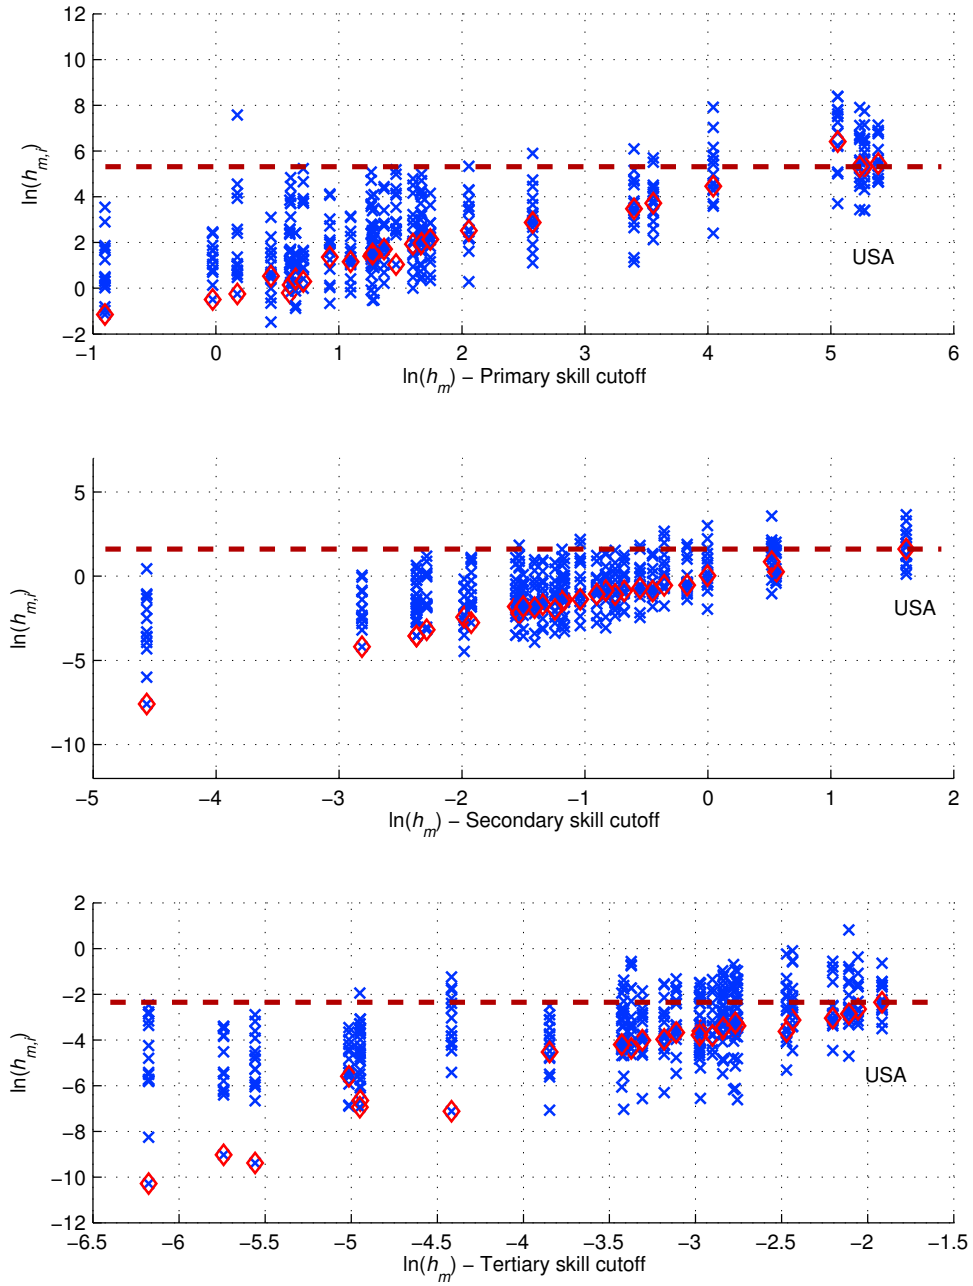 12
10
8
6
4
2
0
−2
ln(h_{m,i})
USA
−1 0 1 2 3 4 5 6
ln(h_m) − Primary skill cutoff
5
0
−5
−10
ln(h_{m,i})
USA
−5 −4 −3 −2 −1 0 1 2
ln(h_m) − Secondary skill cutoff
2
0
−2
−4
−6
−8
−10
−12
ln(h_{m,i})
USA
−6.5 −6 −5.5 −5 −4.5 −4 −3.5 −3 −2.5 −2 −1.5
ln(h_m) − Tertiary skill cutoff